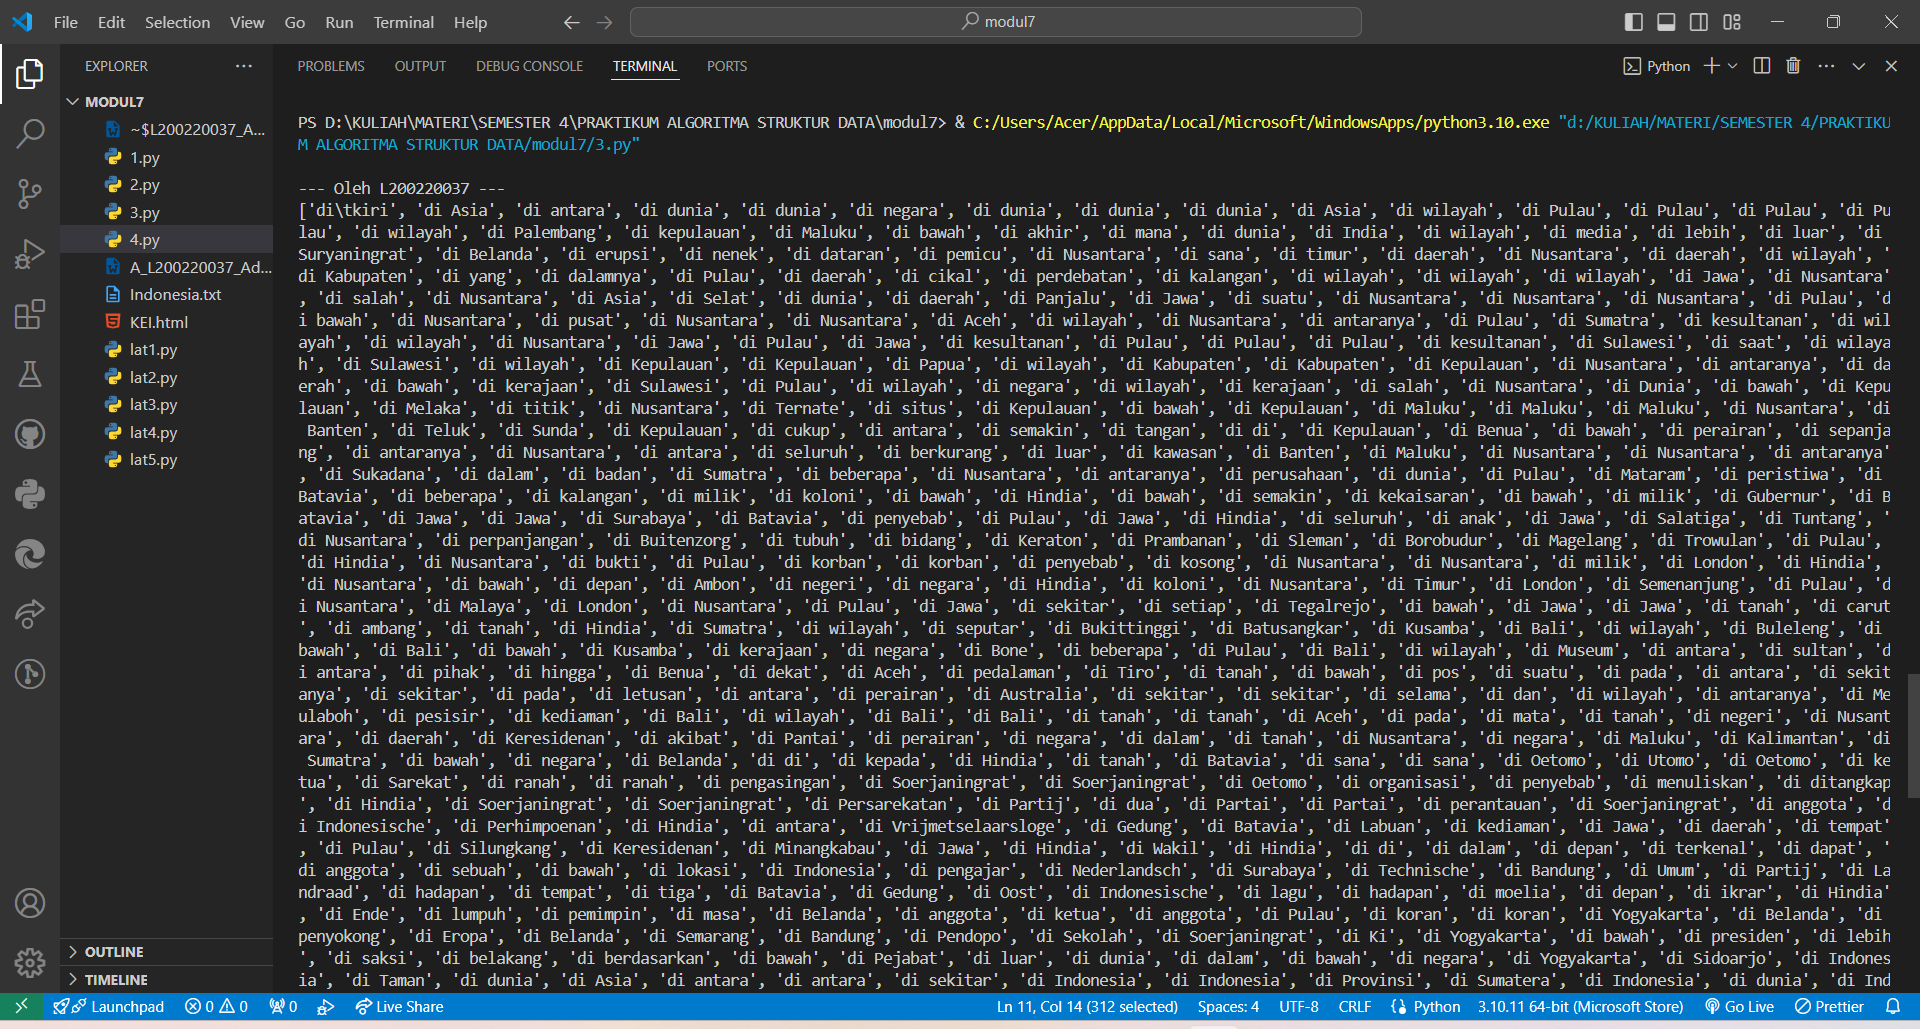 File Edit Selection View Go Run Terminal Help modul7
EXPLORER
MODUL7
~$L200220037_A...
1.py
2.py
3.py
4.py
A_L200220037_Ad...
Indonesia.txt
KEI.html
lat1.py
lat2.py
lat3.py
lat4.py
lat5.py
OUTLINE
TIMELINE
PROBLEMS OUTPUT DEBUG CONSOLE TERMINAL PORTS Python
PS D:\KULIAH\MATERI\SEMESTER 4\PRAKTIKUM ALGORITMA STRUKTUR DATA\modul7> & C:/Users/Acer/AppData/Local/Microsoft/WindowsApps/python3.10.exe "d:/KULIAH/MATERI/SEMESTER 4/PRAKTIKU
M ALGORITMA STRUKTUR DATA/modul7/3.py"
--- Oleh L200220037 ---
['di\tkiri', 'di Asia', 'di antara', 'di dunia', 'di dunia', 'di negara', 'di dunia', 'di dunia', 'di dunia', 'di Asia', 'di wilayah', 'di Pulau', 'di Pulau', 'di Pulau', 'di Pu
lau', 'di wilayah', 'di Palembang', 'di kepulauan', 'di Maluku', 'di bawah', 'di akhir', 'di mana', 'di dunia', 'di India', 'di wilayah', 'di media', 'di lebih', 'di luar', 'di
Suryaningrat', 'di Belanda', 'di erupsi', 'di nenek', 'di dataran', 'di pemicu', 'di Nusantara', 'di sana', 'di timur', 'di daerah', 'di Nusantara', 'di daerah', 'di wilayah', '
di Kabupaten', 'di yang', 'di dalamnya', 'di Pulau', 'di daerah', 'di cikal', 'di perdebatan', 'di kalangan', 'di wilayah', 'di wilayah', 'di wilayah', 'di Jawa', 'di Nusantara'
, 'di salah', 'di Nusantara', 'di Asia', 'di Selat', 'di dunia', 'di daerah', 'di Panjalu', 'di Jawa', 'di suatu', 'di Nusantara', 'di Nusantara', 'di Nusantara', 'di Pulau', 'd
i bawah', 'di Nusantara', 'di pusat', 'di Nusantara', 'di Nusantara', 'di Aceh', 'di wilayah', 'di Nusantara', 'di antaranya', 'di Pulau', 'di Sumatra', 'di kesultanan', 'di wil
ayah', 'di wilayah', 'di Nusantara', 'di Jawa', 'di Pulau', 'di Jawa', 'di kesultanan', 'di Pulau', 'di Pulau', 'di Pulau', 'di kesultanan', 'di Sulawesi', 'di saat', 'di wilaya
h', 'di Sulawesi', 'di wilayah', 'di Kepulauan', 'di Kepulauan', 'di Papua', 'di wilayah', 'di Kabupaten', 'di Kabupaten', 'di Kepulauan', 'di Nusantara', 'di antaranya', 'di da
erah', 'di bawah', 'di kerajaan', 'di Sulawesi', 'di Pulau', 'di wilayah', 'di negara', 'di wilayah', 'di kerajaan', 'di salah', 'di Nusantara', 'di Dunia', 'di bawah', 'di Kepu
lauan', 'di Melaka', 'di titik', 'di Nusantara', 'di Ternate', 'di situs', 'di Kepulauan', 'di bawah', 'di Kepulauan', 'di Maluku', 'di Maluku', 'di Maluku', 'di Nusantara', 'di
Banten', 'di Teluk', 'di Sunda', 'di Kepulauan', 'di cukup', 'di antara', 'di semakin', 'di tangan', 'di di', 'di Kepulauan', 'di Benua', 'di bawah', 'di perairan', 'di sepanja
ng', 'di antaranya', 'di Nusantara', 'di antara', 'di seluruh', 'di berkurang', 'di luar', 'di kawasan', 'di Banten', 'di Maluku', 'di Nusantara', 'di Nusantara', 'di antaranya'
, 'di Sukadana', 'di dalam', 'di badan', 'di Sumatra', 'di beberapa', 'di Nusantara', 'di antaranya', 'di perusahaan', 'di dunia', 'di Pulau', 'di Mataram', 'di peristiwa', 'di
Batavia', 'di beberapa', 'di kalangan', 'di milik', 'di koloni', 'di bawah', 'di Hindia', 'di bawah', 'di semakin', 'di kekaisaran', 'di bawah', 'di milik', 'di Gubernur', 'di B
atavia', 'di Jawa', 'di Jawa', 'di Surabaya', 'di Batavia', 'di penyebab', 'di Pulau', 'di Jawa', 'di Hindia', 'di seluruh', 'di anak', 'di Jawa', 'di Salatiga', 'di Tuntang', '
di Nusantara', 'di perpanjangan', 'di Buitenzorg', 'di tubuh', 'di bidang', 'di Keraton', 'di Prambanan', 'di Sleman', 'di Borobudur', 'di Magelang', 'di Trowulan', 'di Pulau',
'di Hindia', 'di Nusantara', 'di bukti', 'di Pulau', 'di korban', 'di korban', 'di penyebab', 'di kosong', 'di Nusantara', 'di Nusantara', 'di milik', 'di London', 'di Hindia',
'di Nusantara', 'di bawah', 'di depan', 'di Ambon', 'di negeri', 'di negara', 'di Hindia', 'di koloni', 'di Nusantara', 'di Timur', 'di London', 'di Semenanjung', 'di Pulau', 'd
i Nusantara', 'di Malaya', 'di London', 'di Nusantara', 'di Pulau', 'di Jawa', 'di sekitar', 'di setiap', 'di Tegalrejo', 'di bawah', 'di Jawa', 'di Jawa', 'di tanah', 'di carut
', 'di ambang', 'di tanah', 'di Hindia', 'di Sumatra', 'di wilayah', 'di seputar', 'di Bukittinggi', 'di Batusangkar', 'di Kusamba', 'di Bali', 'di wilayah', 'di Buleleng', 'di
bawah', 'di Bali', 'di bawah', 'di Kusamba', 'di kerajaan', 'di negara', 'di Bone', 'di beberapa', 'di Pulau', 'di Bali', 'di wilayah', 'di Museum', 'di antara', 'di sultan', 'd
i antara', 'di pihak', 'di hingga', 'di Benua', 'di dekat', 'di Aceh', 'di pedalaman', 'di Tiro', 'di tanah', 'di bawah', 'di pos', 'di suatu', 'di pada', 'di antara', 'di sekit
anya', 'di sekitar', 'di pada', 'di letusan', 'di antara', 'di perairan', 'di Australia', 'di sekitar', 'di sekitar', 'di selama', 'di dan', 'di wilayah', 'di antaranya', 'di Me
ulaboh', 'di pesisir', 'di kediaman', 'di Bali', 'di wilayah', 'di Bali', 'di Bali', 'di tanah', 'di tanah', 'di Aceh', 'di pada', 'di mata', 'di tanah', 'di negeri', 'di Nusant
ara', 'di daerah', 'di Keresidenan', 'di akibat', 'di Pantai', 'di perairan', 'di negara', 'di dalam', 'di tanah', 'di Nusantara', 'di negara', 'di Maluku', 'di Kalimantan', 'di
Sumatra', 'di bawah', 'di negara', 'di Belanda', 'di di', 'di kepada', 'di Hindia', 'di tanah', 'di Batavia', 'di sana', 'di sana', 'di Oetomo', 'di Utomo', 'di Oetomo', 'di ke
tua', 'di Sarekat', 'di ranah', 'di ranah', 'di pengasingan', 'di Soerjaningrat', 'di Soerjaningrat', 'di Oetomo', 'di organisasi', 'di penyebab', 'di menuliskan', 'di ditangkap
', 'di Hindia', 'di Soerjaningrat', 'di Soerjaningrat', 'di Persarekatan', 'di Partij', 'di dua', 'di Partai', 'di Partai', 'di perantauan', 'di Soerjaningrat', 'di anggota', 'd
i Indonesische', 'di Perhimpoenan', 'di Hindia', 'di antara', 'di Vrijmetselaarsloge', 'di Gedung', 'di Batavia', 'di Labuan', 'di kediaman', 'di Jawa', 'di daerah', 'di tempat'
, 'di Pulau', 'di Silungkang', 'di Keresidenan', 'di Minangkabau', 'di Jawa', 'di Hindia', 'di Wakil', 'di Hindia', 'di di', 'di dalam', 'di depan', 'di terkenal', 'di dapat', '
di anggota', 'di sebuah', 'di bawah', 'di lokasi', 'di Indonesia', 'di pengajar', 'di Nederlandsch', 'di Surabaya', 'di Technische', 'di Bandung', 'di Umum', 'di Partij', 'di La
ndraad', 'di hadapan', 'di tempat', 'di tiga', 'di Batavia', 'di Gedung', 'di Oost', 'di Indonesische', 'di lagu', 'di hadapan', 'di moelia', 'di depan', 'di ikrar', 'di Hindia'
, 'di Ende', 'di lumpuh', 'di pemimpin', 'di masa', 'di Belanda', 'di anggota', 'di ketua', 'di anggota', 'di Pulau', 'di koran', 'di koran', 'di Yogyakarta', 'di Belanda', 'di
penyokong', 'di Eropa', 'di Belanda', 'di Semarang', 'di Bandung', 'di Pendopo', 'di Sekolah', 'di Soerjaningrat', 'di Ki', 'di Yogyakarta', 'di bawah', 'di presiden', 'di lebih
', 'di saksi', 'di belakang', 'di berdasarkan', 'di bawah', 'di Pejabat', 'di luar', 'di dunia', 'di dalam', 'di bawah', 'di negara', 'di Yogyakarta', 'di Sidoarjo', 'di Indones
ia', 'di Taman', 'di dunia', 'di Asia', 'di antara', 'di antara', 'di sekitar', 'di Indonesia', 'di Indonesia', 'di Provinsi', 'di Sumatera', 'di Indonesia', 'di dunia', 'di Ind
Launchpad 0 0 0 Live Share Ln 11, Col 14 (312 selected) Spaces: 4 UTF-8 CRLF Python 3.10.11 64-bit (Microsoft Store) Go Live Prettier